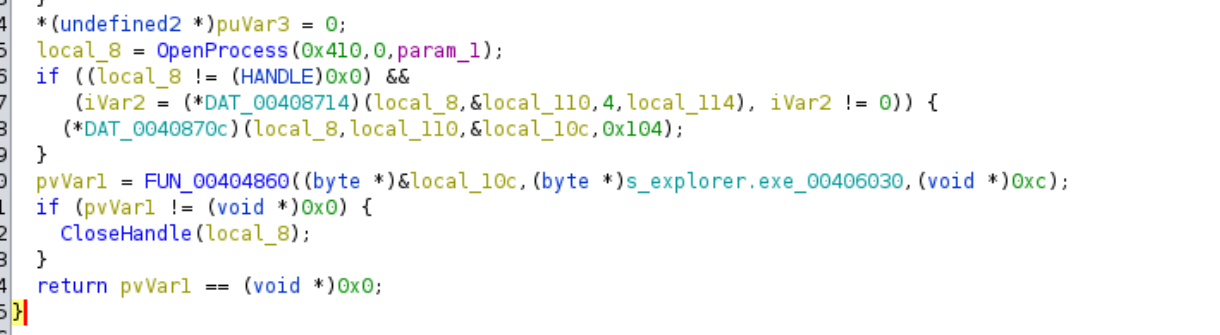 }
4 *(undefined2 *)puVar3 = 0;
5 local_8 = OpenProcess(0x410,0,param_1);
6 if ((local_8 != (HANDLE)0x0) &&
7 (iVar2 = (*DAT_00408714)(local_8,&local_110,4,local_114), iVar2 != 0)) {
8 (*DAT_0040870c)(local_8,local_110,&local_10c,0x104);
9 }
0 pvVar1 = FUN_00404860((byte *)&local_10c,(byte *)s_explorer.exe_00406030,(void *)0xc);
1 if (pvVar1 != (void *)0x0) {
2 CloseHandle(local_8);
3 }
4 return pvVar1 == (void *)0x0;
5 }